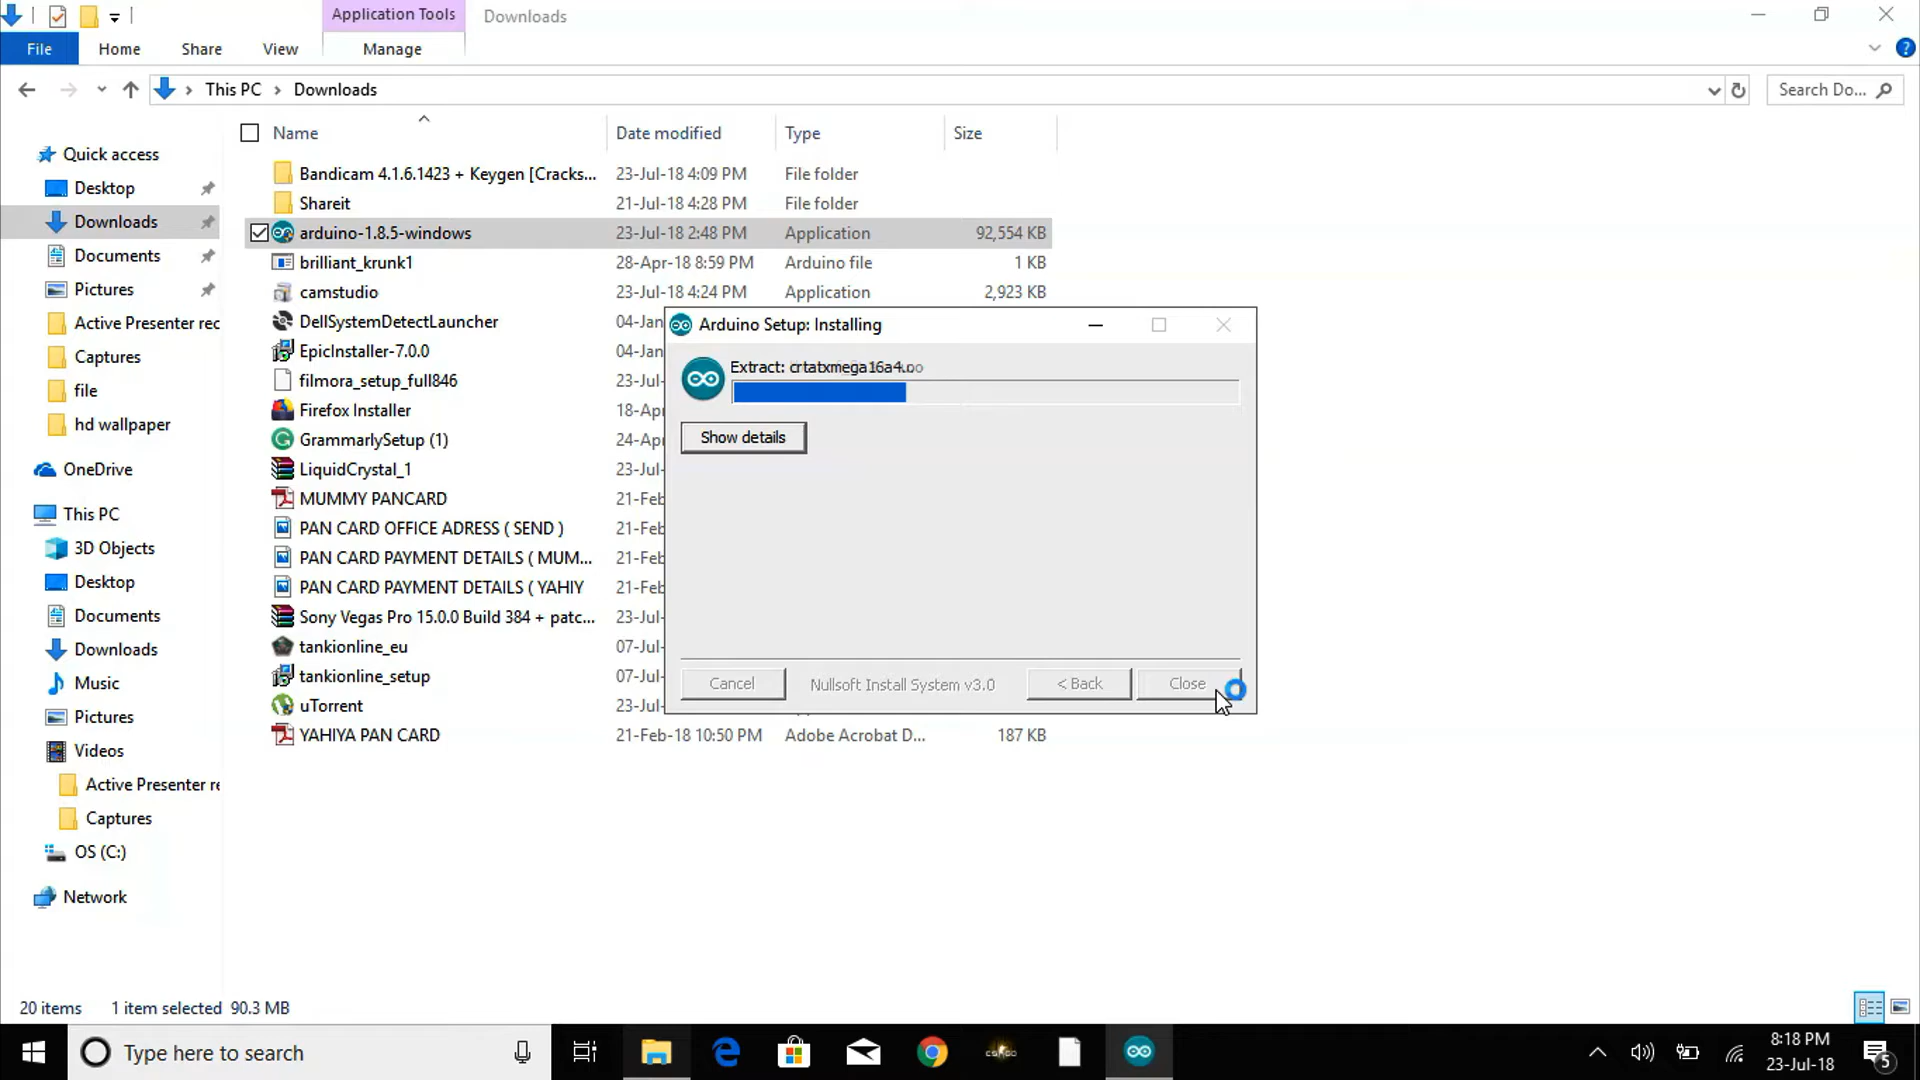 Application Tools
Downloads
File
Home
Share
View
Manage
This PC
Downloads
Search Do...
Name
Date modified
Type
Size
Quick access
Desktop
Downloads
Documents
Pictures
Active Presenter rec
Captures
file
hd wallpaper
OneDrive
This PC
3D Objects
Desktop
Documents
Downloads
Music
Pictures
Videos
Active Presenter re
Captures
OS (C:)
Network
Bandicam 4.1.6.1423 + Keygen [Cracks... 23-Jul-18 4:09 PM File folder
Shareit 21-Jul-18 4:28 PM File folder
arduino-1.8.5-windows 23-Jul-18 2:48 PM Application 92,554 KB
brilliant_krunk1 28-Apr-18 8:59 PM Arduino file 1 KB
camstudio 23-Jul-18 4:24 PM Application 2,923 KB
DellSystemDetectLauncher 04-Jan
EpicInstaller-7.0.0 04-Jan
filmora_setup_full846 23-Jul-
Firefox Installer 18-Apr
GrammarlySetup (1) 24-Apr
LiquidCrystal_1 23-Jul-
MUMMY PANCARD 21-Feb
PAN CARD OFFICE ADRESS ( SEND ) 21-Feb
PAN CARD PAYMENT DETAILS ( MUM... 21-Feb
PAN CARD PAYMENT DETAILS ( YAHIY 21-Feb
Sony Vegas Pro 15.0.0 Build 384 + patc... 23-Jul-
tankionline_eu 07-Jul-
tankionline_setup 07-Jul-
uTorrent 23-Jul-
YAHIYA PAN CARD 21-Feb-18 10:50 PM Adobe Acrobat D... 187 KB
Arduino Setup: Installing
Extract:
Show details
Cancel
Nullsoft Install System v3.0
< Back
Close
20 items 1 item selected 90.3 MB
Type here to search
8:18 PM
23-Jul-18
5